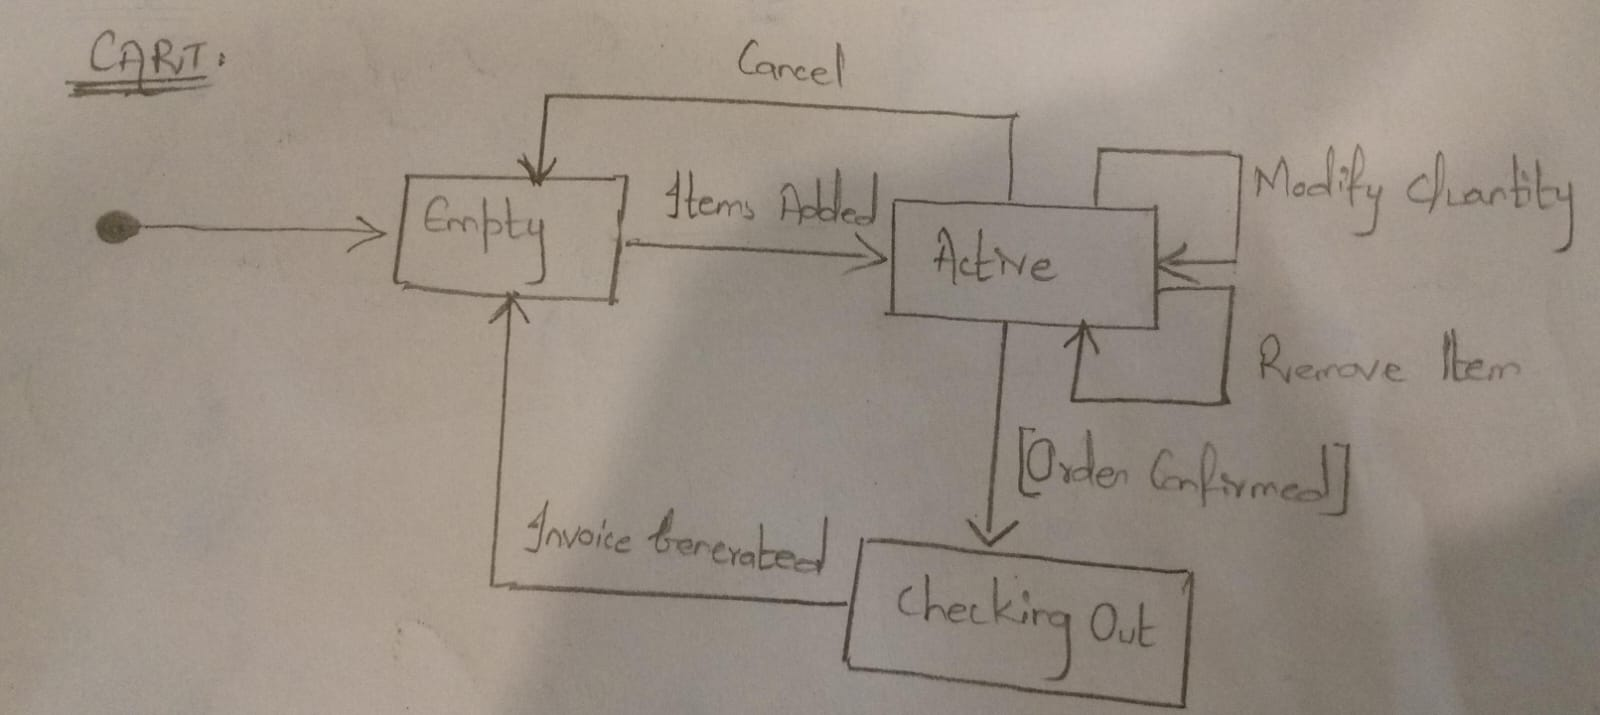 CART:
Cancel
Items Added
Modify Quantity
Empty
Active
Remove Item
[Order Confirmed]
Invoice Generated
Checking Out